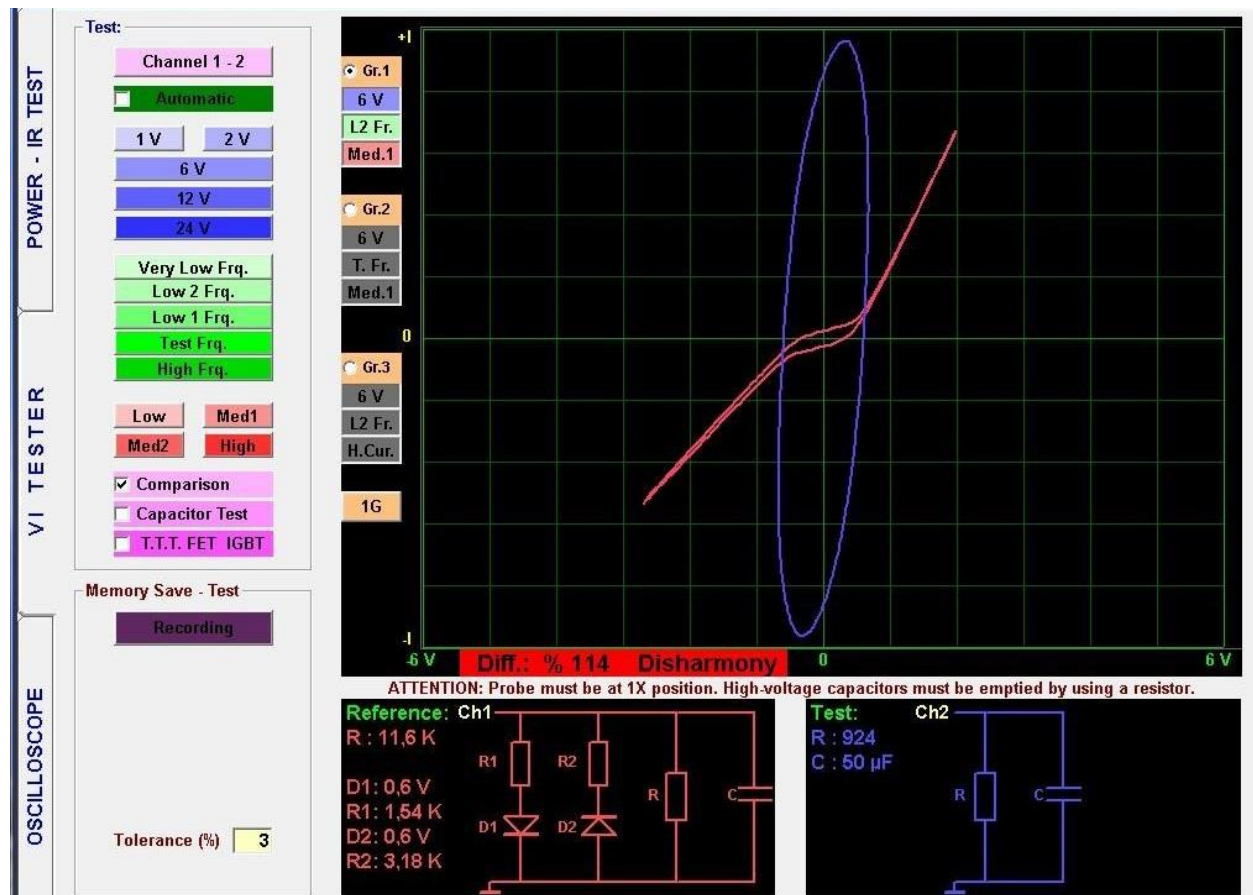 POWER - IR TEST
VI TESTER
OSCILLOSCOPE
Test:
Channel 1 - 2
Automatic
1 V
2 V
6 V
12 V
24 V
Very Low Frq.
Low 2 Frq.
Low 1 Frq.
Test Frq.
High Frq.
Low
Med1
Med2
High
Comparison
Capacitor Test
T.T.T. FET IGBT
Memory Save - Test
Recording
Tolerance (%) 3
Gr.1
6 V
L2 Fr.
Med.1
Gr.2
6 V
T. Fr.
Med.1
Gr.3
6 V
L2 Fr.
H.Cur.
1G
+I
0
-I
-6 V
0
6 V
Diff.: % 114 Disharmony
ATTENTION: Probe must be at 1X position. High-voltage capacitors must be emptied by using a resistor.
Reference: Ch1
R : 11,6 K
D1: 0,6 V
R1: 1,54 K
D2: 0,6 V
R2: 3,18 K
R1
R2
R
C
D1
D2
Test: Ch2
R : 924
C : 50 µF
R
C